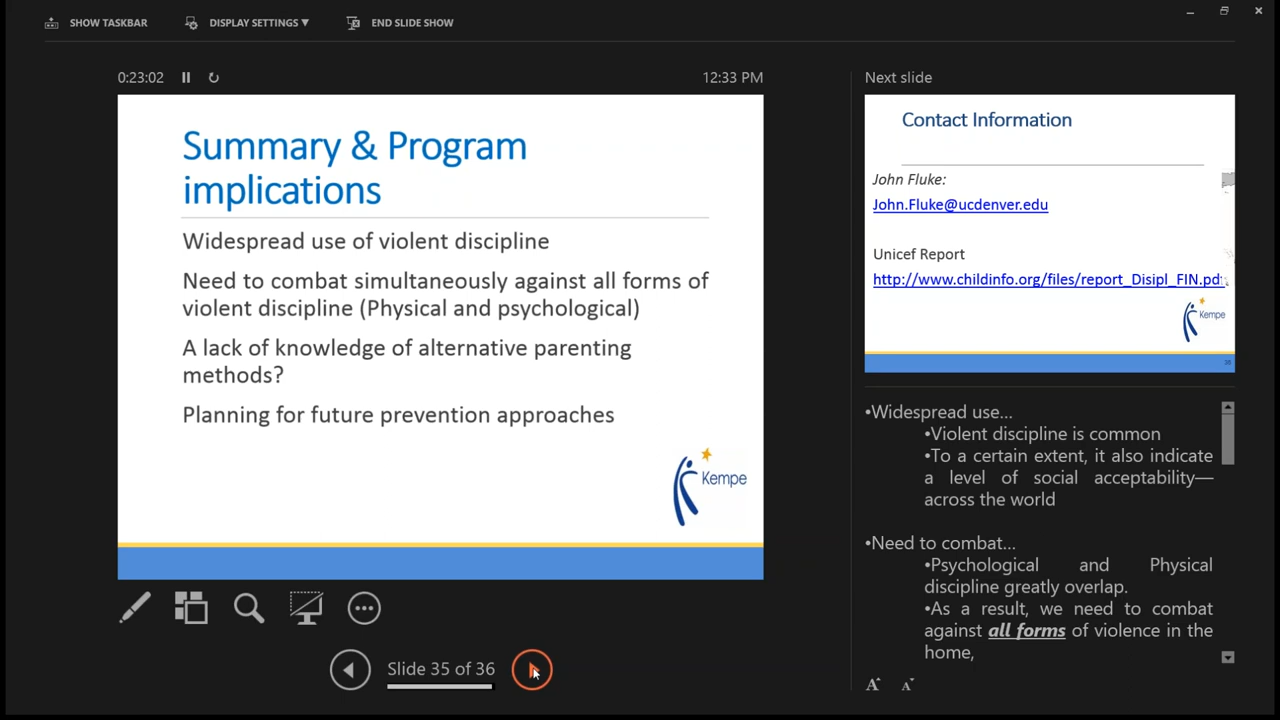 SHOW TASKBAR
DISPLAY SETTINGS ▼
END SLIDE SHOW
0:23:02
12:33 PM
Summary & Program
implications
Widespread use of violent discipline
Need to combat simultaneously against all forms of
violent discipline (Physical and psychological)
A lack of knowledge of alternative parenting
methods?
Planning for future prevention approaches
Kempe
Slide 35 of 36
Next slide
Contact Information
John Fluke:
John.Fluke@ucdenver.edu
Unicef Report
http://www.childinfo.org/files/report_Disipl_FIN.pdf
Kempe
•Widespread use...
•Violent discipline is common
•To a certain extent, it also indicate
a level of social acceptability—
across the world
•Need to combat...
•Psychological and Physical
discipline greatly overlap.
•As a result, we need to combat
against all forms of violence in the
home,
A A